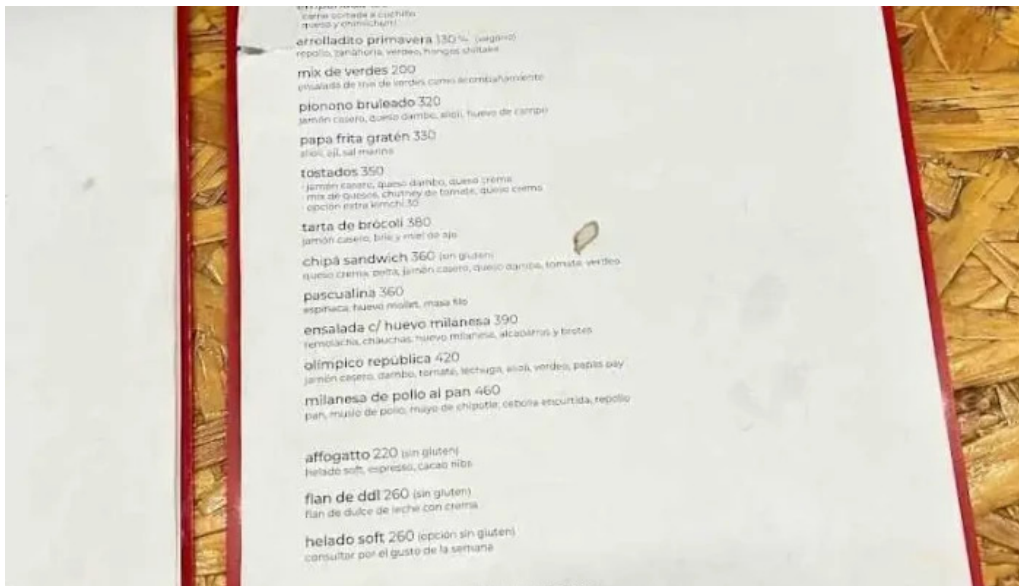 carne cortada a cuchillo
queso y
arrolladito primavera 130 (vegano)
repollo, zanahoria, verdeo, hongos shiitake
mix de verdes 200
ensalada de mix de verdes como acompañamiento
pionono bruleado 320
jamón casero, queso dambo, alioli, huevo de campo
papa frita gratén 330
alioli, ají, sal marina
tostados 350
- jamón casero, queso dambo, queso crema
- mix de quesos, chutney de tomate, queso crema
- opción extra kimchi 30
tarta de brócoli 380
jamón casero, brie y miel de ajo
chipá sandwich 360 (sin gluten)
queso crema, palta, jamón casero, queso dambo, tomate, verdeo
pascualina 360
espinaca, huevo mollet, masa filo
ensalada c/ huevo milanesa 390
remolacha, chauchas, huevo milanesa, alcaparras y brotes
olímpico república 420
jamón casero, dambo, tomate, lechuga, alioli, verdeo, papas pay
milanesa de pollo al pan 460
pan, muslo de pollo, mayo de chipotle, cebolla encurtida, repollo
affogatto 220 (sin gluten)
helado soft, espresso, cacao nibs
flan de ddl 260 (sin gluten)
flan de dulce de leche con crema
helado soft 260 (opción sin gluten)
consultar por el gusto de la semana